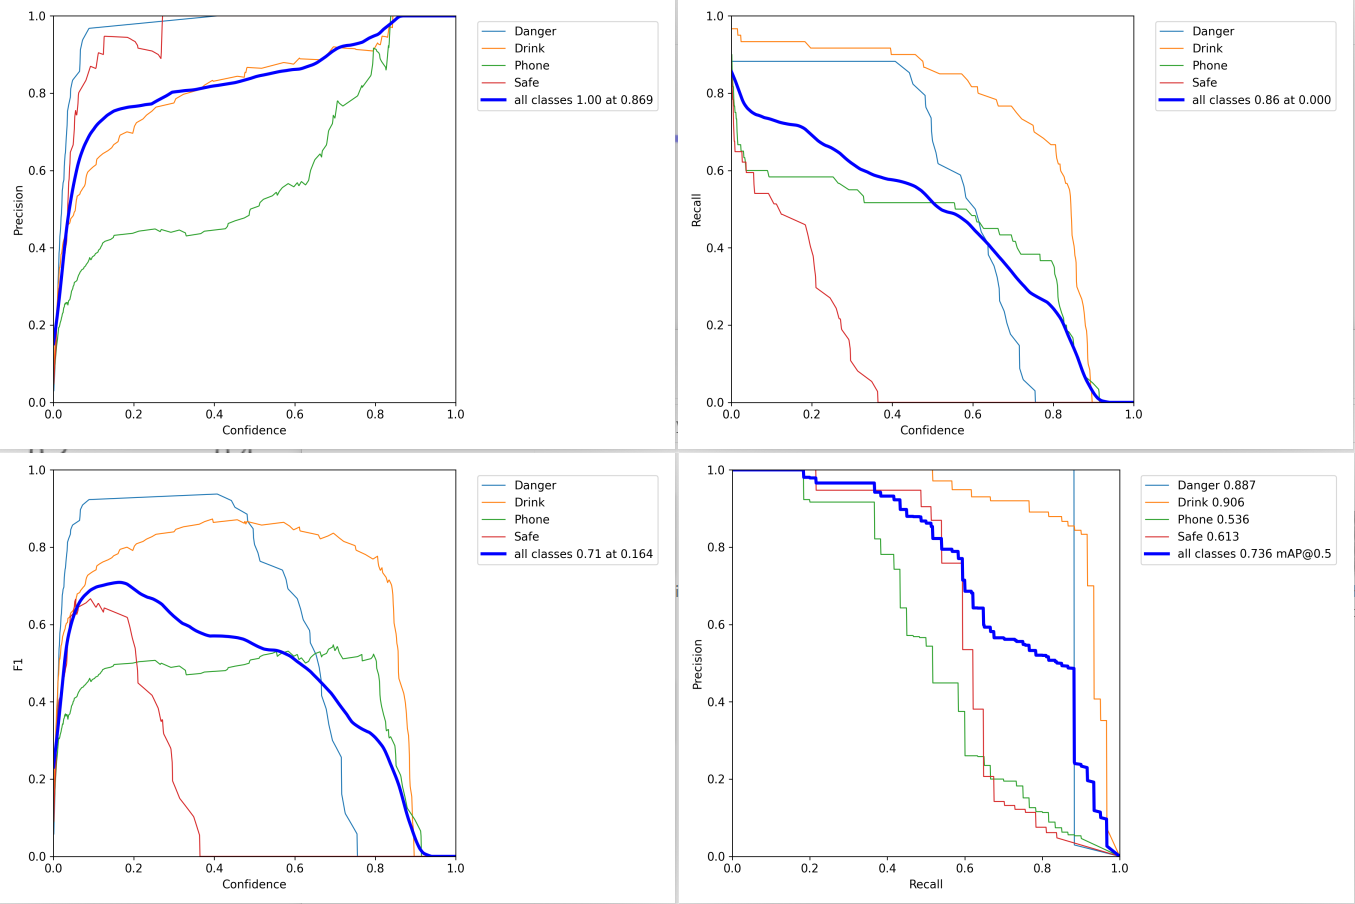 1.0
0.8
0.6
0.4
0.2
0.0
Precision
0.0 0.2 0.4 0.6 0.8 1.0
Confidence
Danger
Drink
Phone
Safe
all classes 1.00 at 0.869
1.0
0.8
0.6
0.4
0.2
0.0
Recall
0.0 0.2 0.4 0.6 0.8 1.0
Confidence
Danger
Drink
Phone
Safe
all classes 0.86 at 0.000
1.0
0.8
0.6
0.4
0.2
0.0
F1
0.0 0.2 0.4 0.6 0.8 1.0
Confidence
Danger
Drink
Phone
Safe
all classes 0.71 at 0.164
1.0
0.8
0.6
0.4
0.2
0.0
Precision
0.0 0.2 0.4 0.6 0.8 1.0
Recall
Danger 0.887
Drink 0.906
Phone 0.536
Safe 0.613
all classes 0.736 mAP@0.5